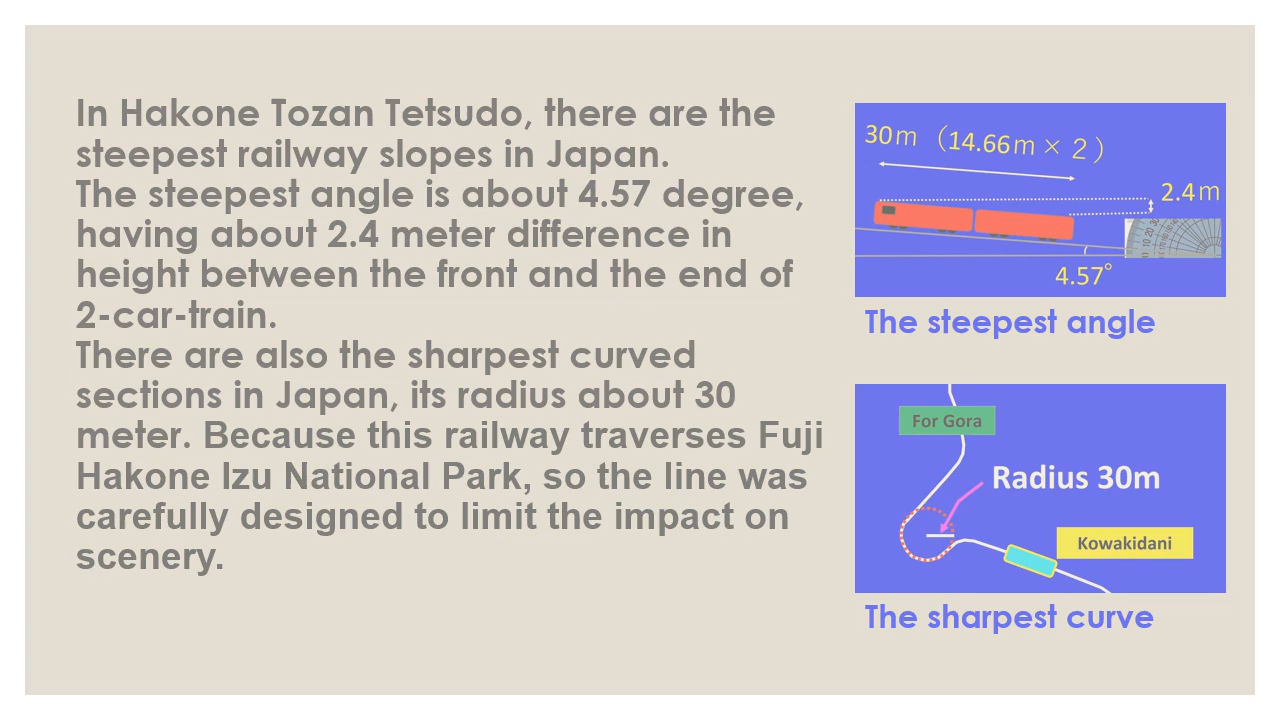 In Hakone Tozan Tetsudo, there are the
steepest railway slopes in Japan.
The steepest angle is about 4.57 degree,
having about 2.4 meter difference in
height between the front and the end of
2-car-train.
There are also the sharpest curved
sections in Japan, its radius about 30
meter. Because this railway traverses Fuji
Hakone Izu National Park, so the line was
carefully designed to limit the impact on
scenery.
30m （14.66m × 2）
2.4m
4.57°
The steepest angle
For Gora
Radius 30m
Kowakidani
The sharpest curve